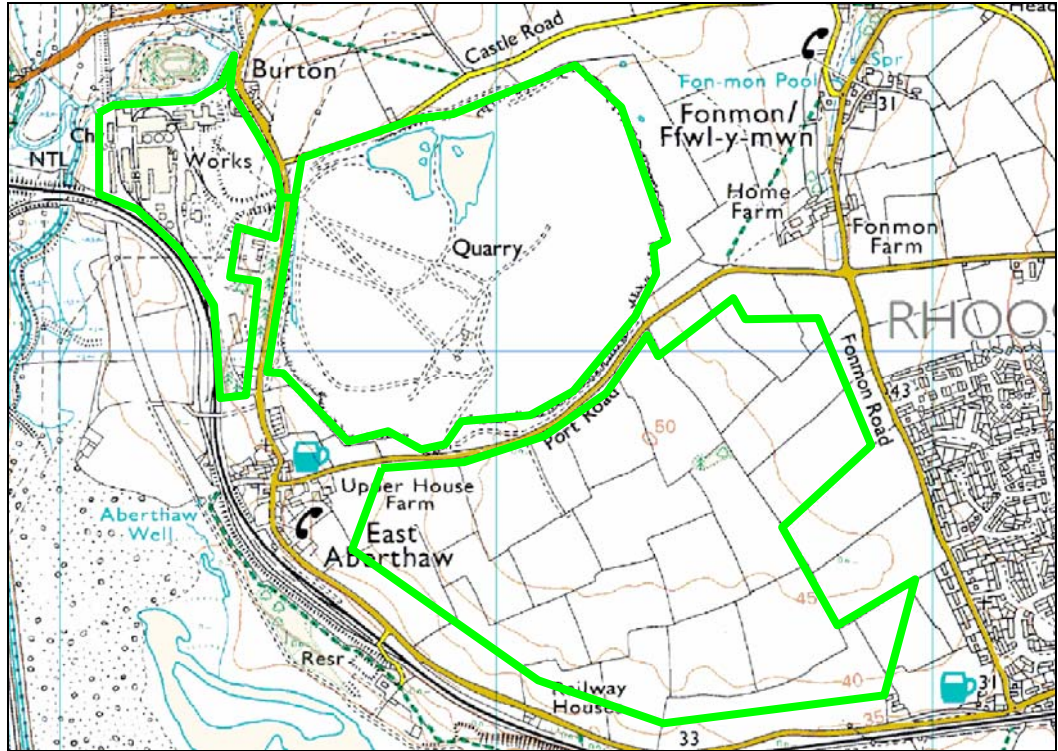 Head
Castle Road
Burton
Spr
Fon-mon Pool
31
Fonmon/
Ffwl-y-mwn
Ch
NTL
Works
Home
Farm
Quarry
Fonmon
Farm
RHOO
Fonmon Road
43
Port Road
50
Upper House
Farm
East
Aberthaw
Aberthaw
Well
45
Resr
40
35
Railway
House
33
31